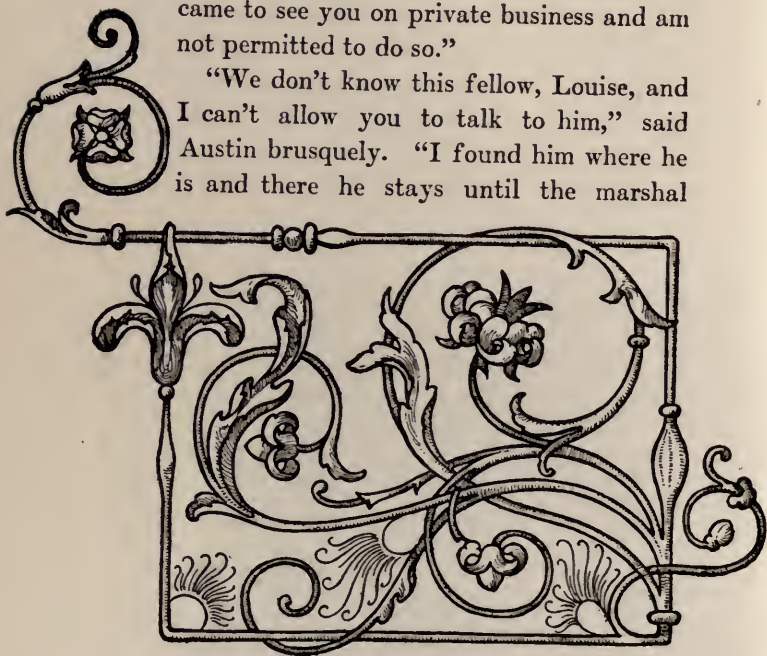 came to see you on private business and am
not permitted to do so.”
“We don’t know this fellow, Louise, and
I can’t allow you to talk to him,” said
Austin brusquely. “I found him where he
is and there he stays until the marshal